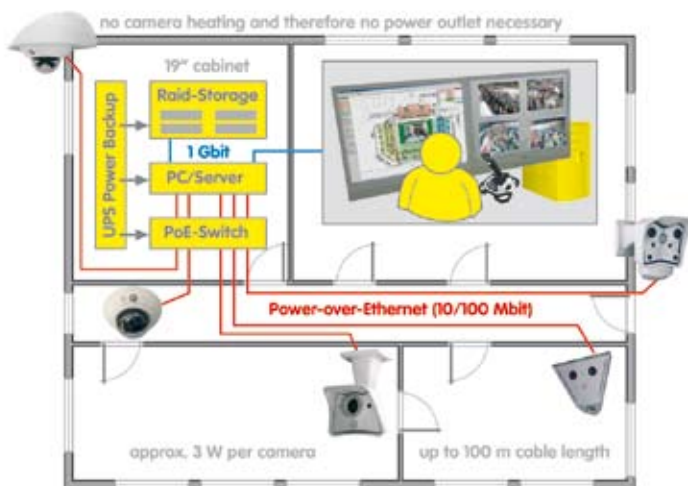 no camera heating and therefore no power outlet necessary
19" cabinet
Raid-Storage
UPS Power Backup
1 Gbit
PC/Server
PoE-Switch
Power-over-Ethernet (10/100 Mbit)
approx. 3 W per camera
up to 100 m cable length